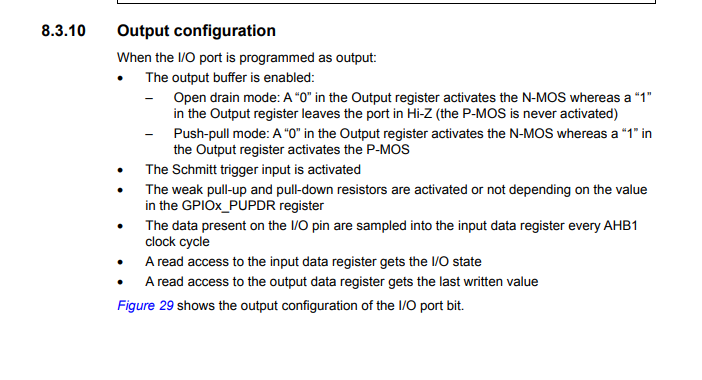 8.3.10 Output configuration
When the I/O port is programmed as output:
• The output buffer is enabled:
– Open drain mode: A “0” in the Output register activates the N-MOS whereas a “1”
in the Output register leaves the port in Hi-Z (the P-MOS is never activated)
– Push-pull mode: A “0” in the Output register activates the N-MOS whereas a “1” in
the Output register activates the P-MOS
• The Schmitt trigger input is activated
• The weak pull-up and pull-down resistors are activated or not depending on the value
in the GPIOx_PUPDR register
• The data present on the I/O pin are sampled into the input data register every AHB1
clock cycle
• A read access to the input data register gets the I/O state
• A read access to the output data register gets the last written value
Figure 29 shows the output configuration of the I/O port bit.